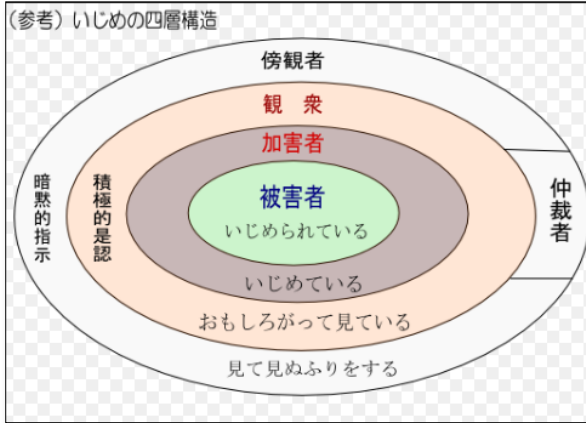 (参考) いじめの四層構造
傍観者
観 衆
加害者
被害者
いじめられている
いじめている
おもしろがって見ている
見て見ぬふりをする
暗黙的指示
積極的是認
仲裁者